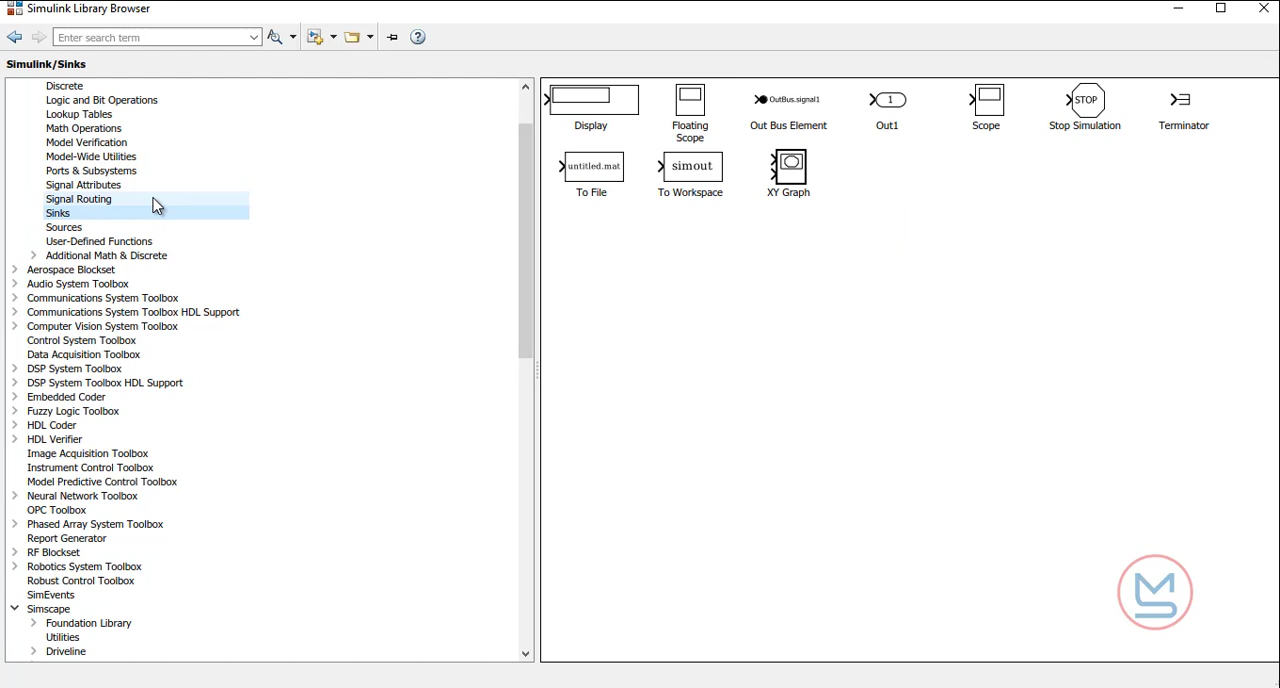 Simulink Library Browser
Enter search term
Simulink/Sinks
Discrete
Logic and Bit Operations
Lookup Tables
Math Operations
Model Verification
Model-Wide Utilities
Ports & Subsystems
Signal Attributes
Signal Routing
Sinks
Sources
User-Defined Functions
Additional Math & Discrete
Aerospace Blockset
Audio System Toolbox
Communications System Toolbox
Communications System Toolbox HDL Support
Computer Vision System Toolbox
Control System Toolbox
Data Acquisition Toolbox
DSP System Toolbox
DSP System Toolbox HDL Support
Embedded Coder
Fuzzy Logic Toolbox
HDL Coder
HDL Verifier
Image Acquisition Toolbox
Instrument Control Toolbox
Model Predictive Control Toolbox
Neural Network Toolbox
OPC Toolbox
Phased Array System Toolbox
Report Generator
RF Blockset
Robotics System Toolbox
Robust Control Toolbox
SimEvents
Simscape
Foundation Library
Utilities
Driveline
OutBus.signal1
1
STOP
Display
Floating
Scope
Out Bus Element
Out1
Scope
Stop Simulation
Terminator
untitled.mat
simout
To File
To Workspace
XY Graph
MS